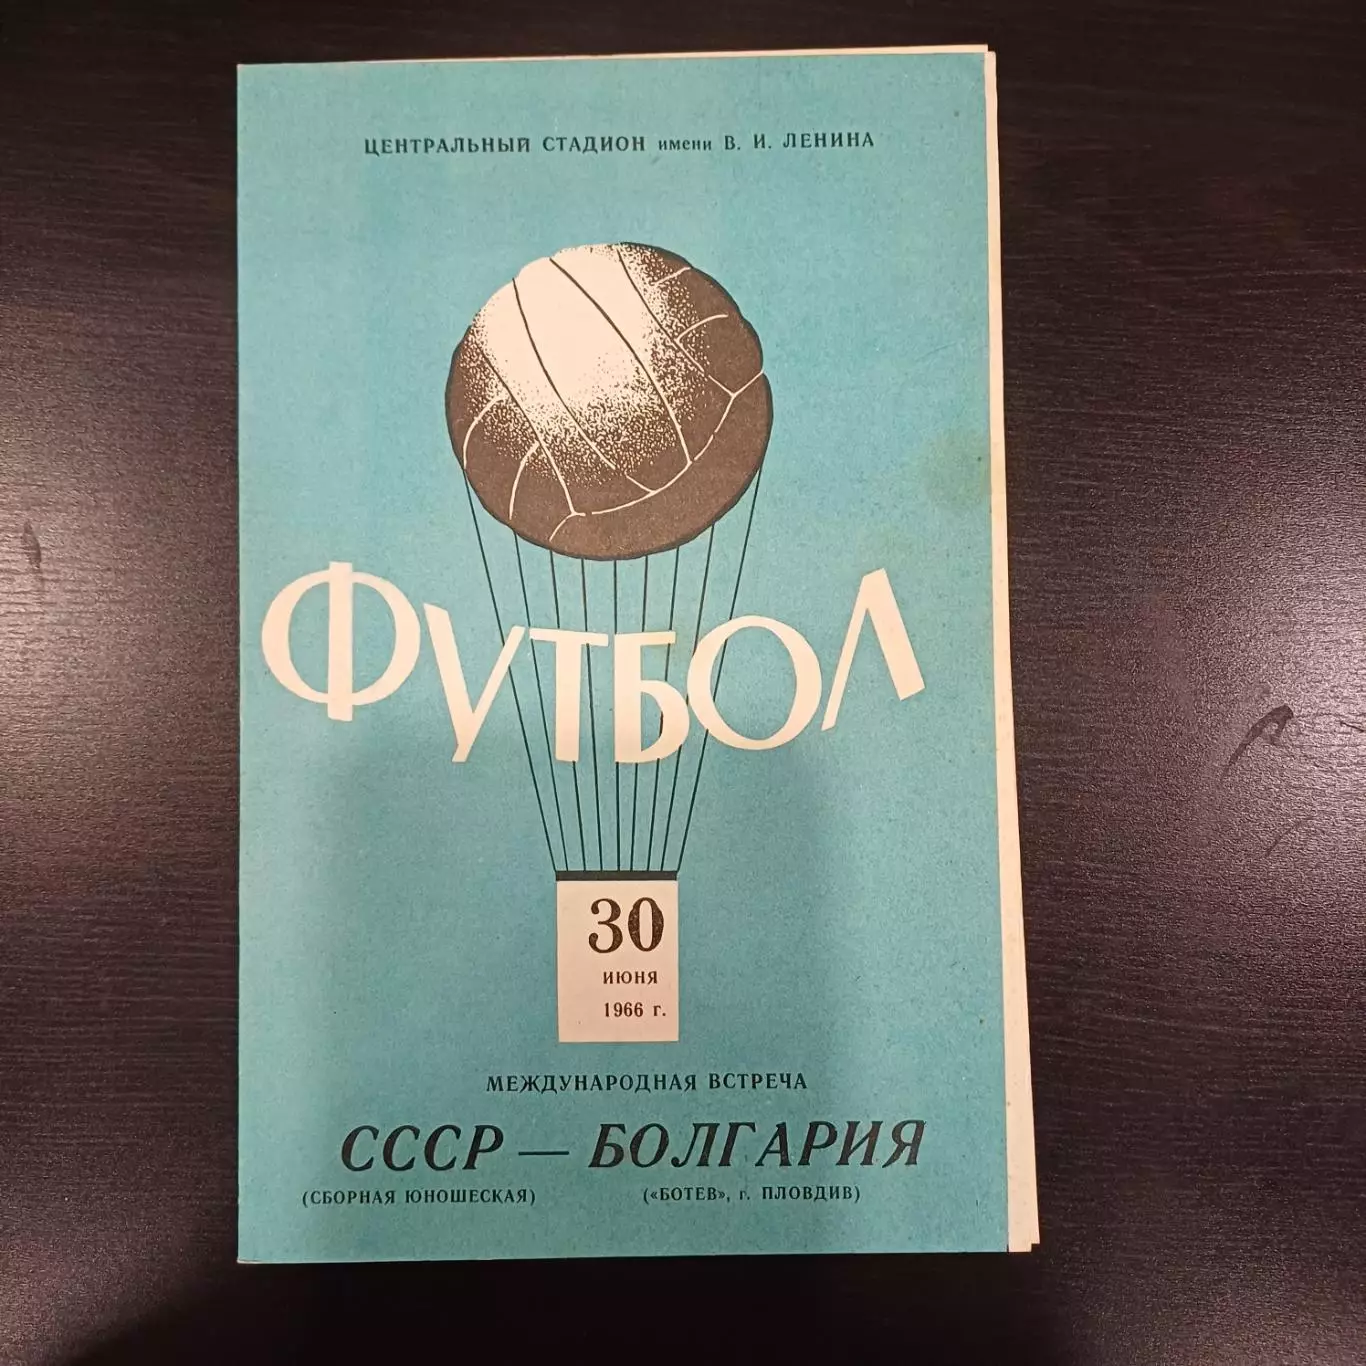 ЦЕНТРАЛЬНЫЙ СТАДИОН имени В. И. ЛЕНИНА
ФУТБОЛ
30
ИЮНЯ
1966 г.
МЕЖДУНАРОДНАЯ ВСТРЕЧА
СССР — БОЛГАРИЯ
(СБОРНАЯ ЮНОШЕСКАЯ) («БОТЕВ», г. ПЛОВДИВ)